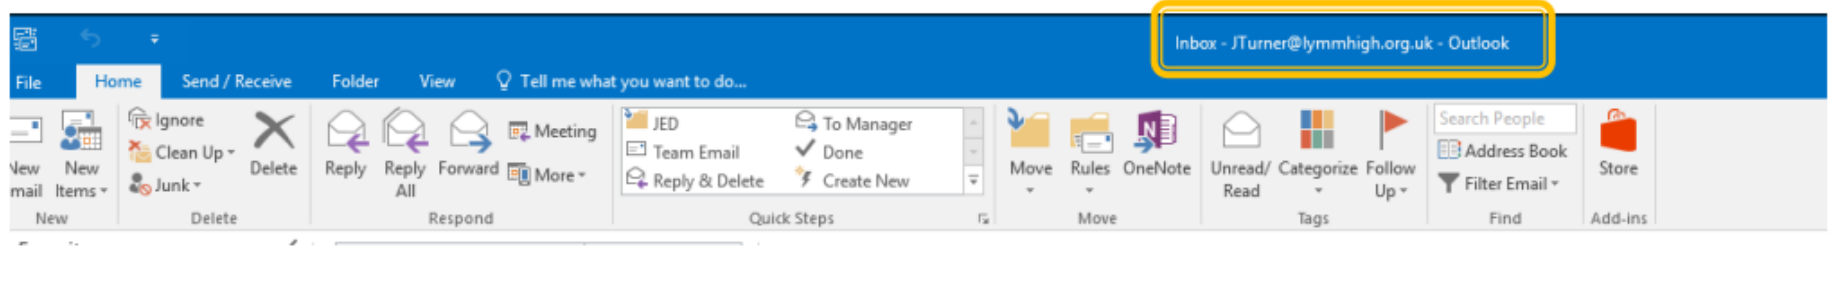 Inbox - JTurner@lymmhigh.org.uk - Outlook
File Home Send / Receive Folder View Tell me what you want to do...
Ignore
Clean Up
Junk
Delete
Reply
Reply All
Forward
Meeting
More
JED
Team Email
Reply & Delete
To Manager
Done
Create New
Move
Rules
OneNote
Unread/
Read
Categorize
Follow
Up
Search People
Address Book
Filter Email
Store
New
Items
New Delete Respond Quick Steps Move Tags Find Add-ins